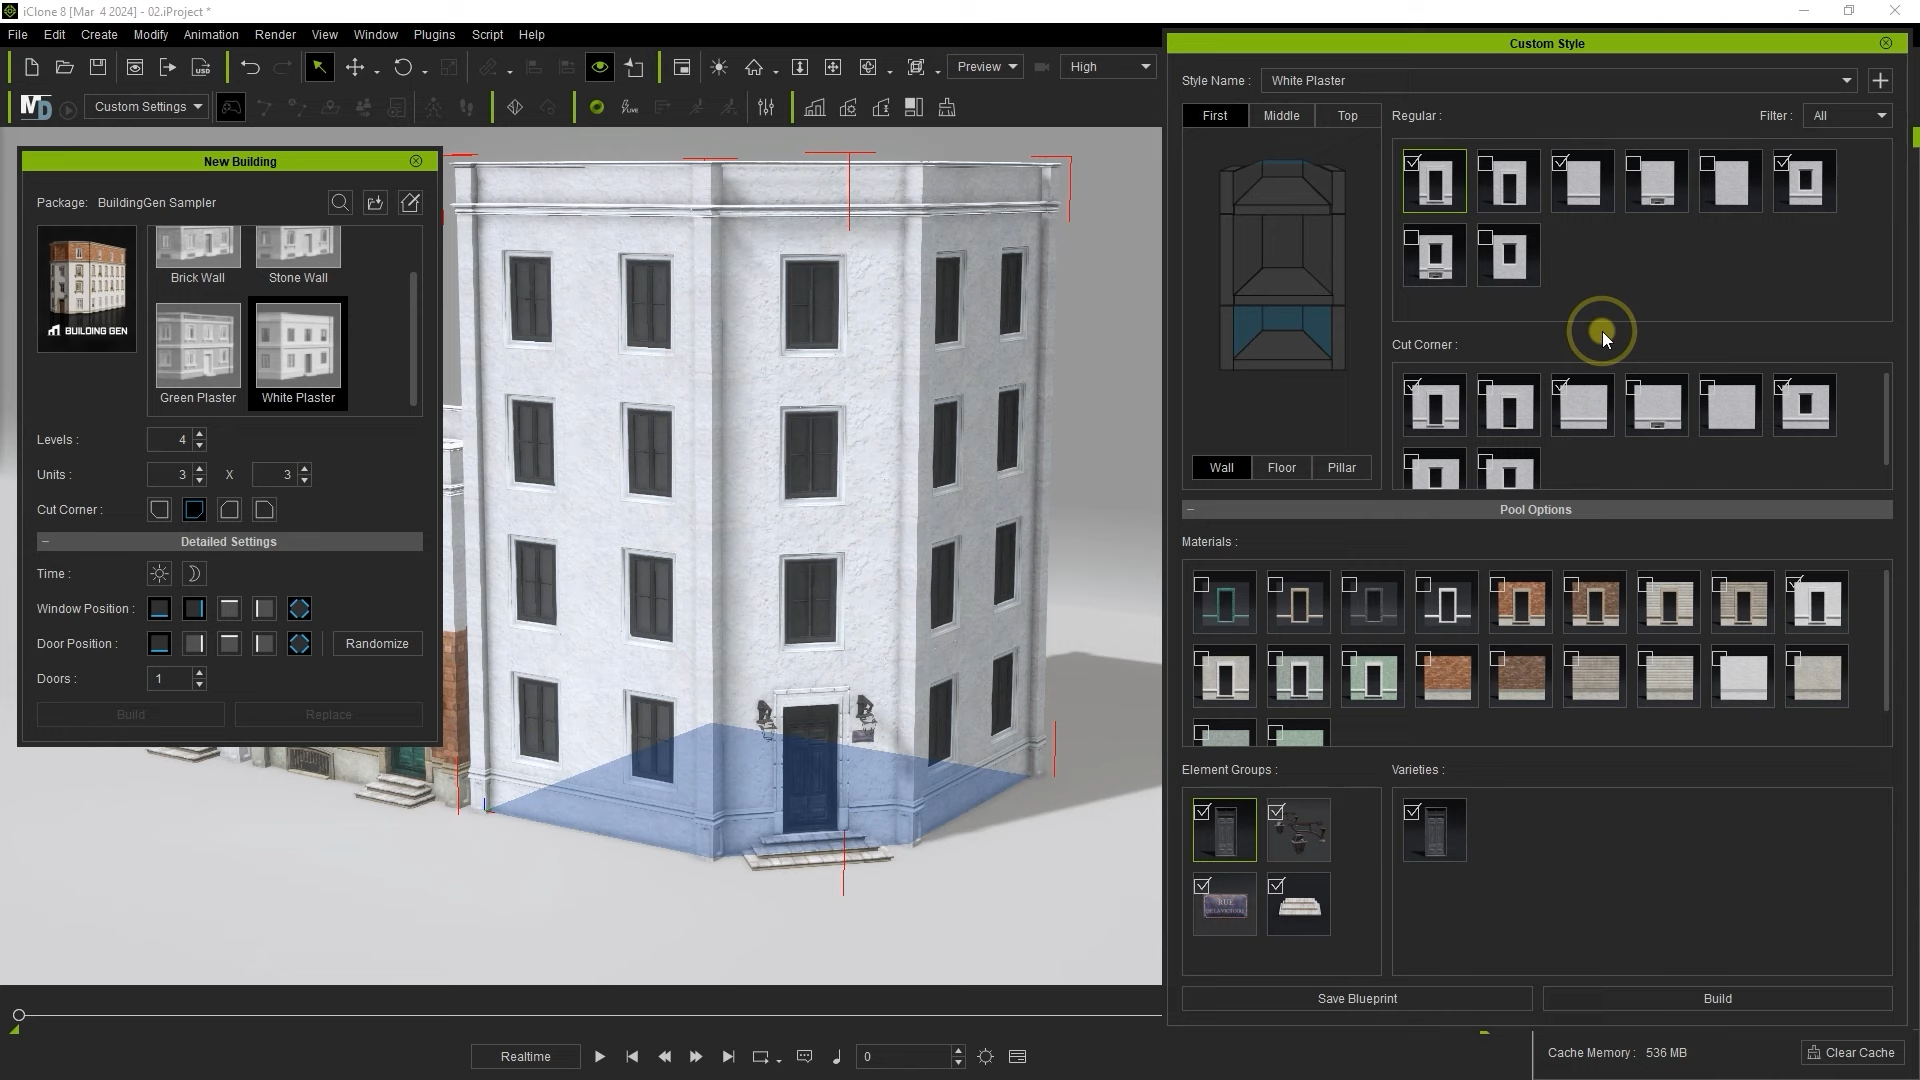 iClone 8 [Mar 4 2024] - 02.iProject *
File Edit Create Modify Animation Render View Window Plugins Script Help
Preview High
Custom Settings
New Building
Package: BuildingGen Sampler
BUILDING GEN
Brick Wall Stone Wall
Green Plaster White Plaster
Levels : 4
Units : 3 X 3
Cut Corner :
Detailed Settings
Time :
Window Position :
Door Position : Randomize
Doors : 1
Build Replace
Custom Style
Style Name : White Plaster
First Middle Top
Regular : Filter : All
Cut Corner :
Wall Floor Pillar
Pool Options
Materials :
Element Groups : Varieties :
RUE
DE LA VICTOIRE
Save Blueprint Build
Realtime 0
Cache Memory : 536 MB Clear Cache